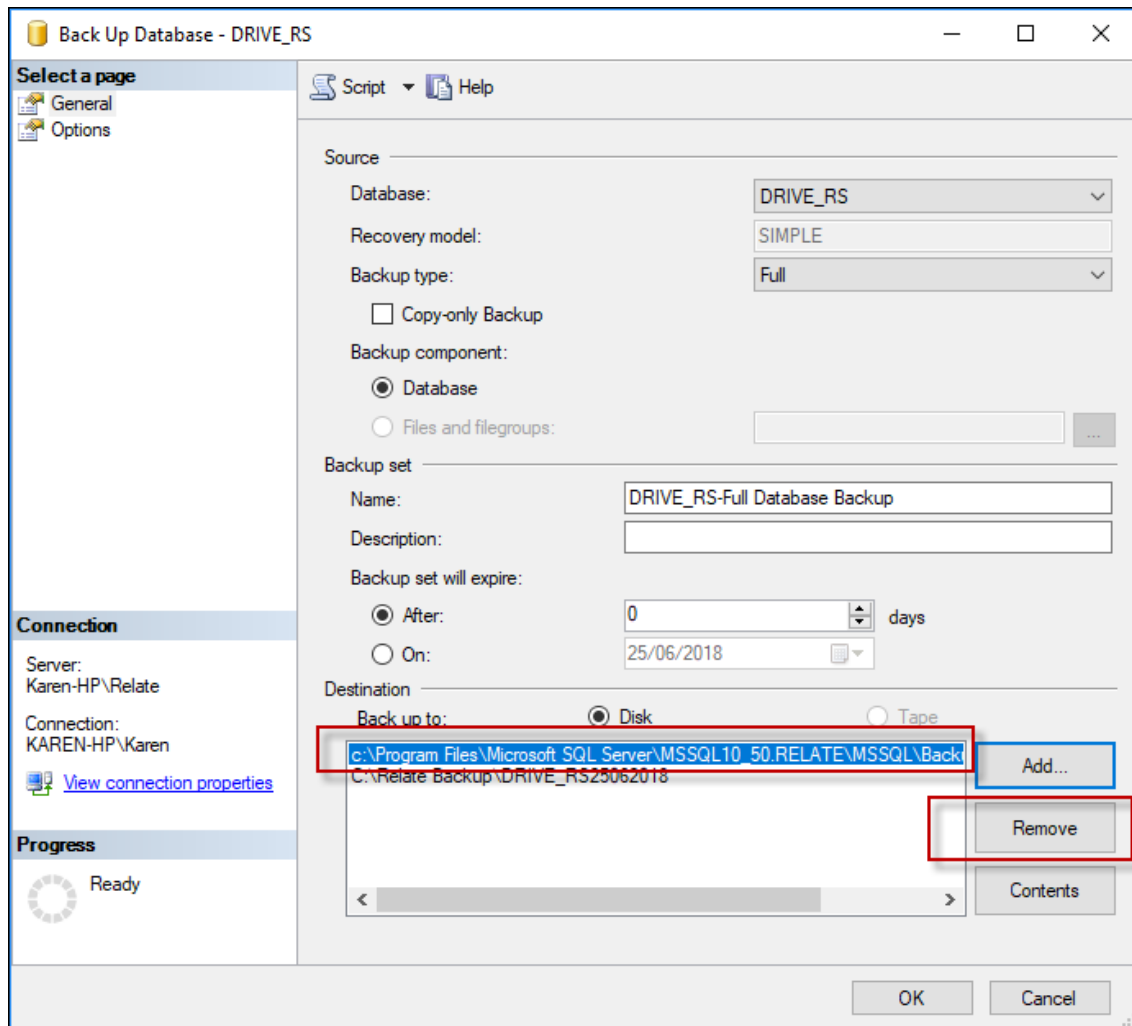 Back Up Database - DRIVE_RS
Select a page
General
Options
Script
Help
Source
Database:
DRIVE_RS
Recovery model:
SIMPLE
Backup type:
Full
Copy-only Backup
Backup component:
Database
Files and filegroups:
...
Backup set
Name:
DRIVE_RS-Full Database Backup
Description:
Backup set will expire:
After:
0
days
On:
25/06/2018
Connection
Server:
Karen-HP\Relate
Connection:
KAREN-HP\Karen
View connection properties
Progress
Ready
Destination
Back up to:
Disk
Tape
c:\Program Files\Microsoft SQL Server\MSSQL10_50.RELATE\MSSQL\Backu
C:\Relate Backup\DRIVE_RS25062018
Add...
Remove
Contents
OK
Cancel